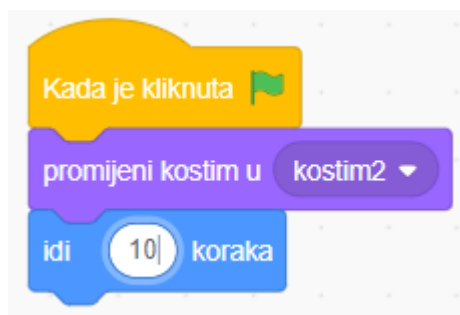 Kada je kliknuta
promijeni kostim u kostim2
idi 10 koraka